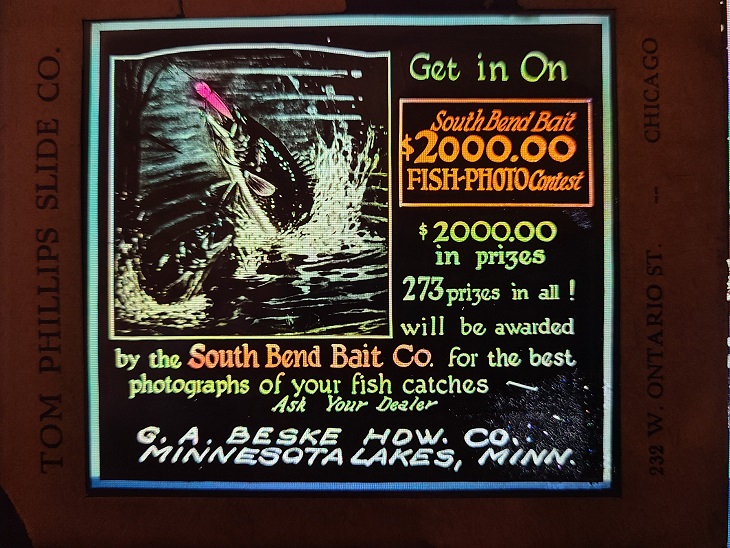 TOM PHILLIPS SLIDE CO.
Get in On
South Bend Bait
$2000.00
FISH-PHOTO Contest
$2000.00
in prizes
273 prizes in all!
will be awarded
by the South Bend Bait Co. for the best
photographs of your fish catches —
Ask Your Dealer
G. A. BESKE HDW. CO.
MINNESOTA LAKES, MINN.
232 W. ONTARIO ST. -- CHICAGO